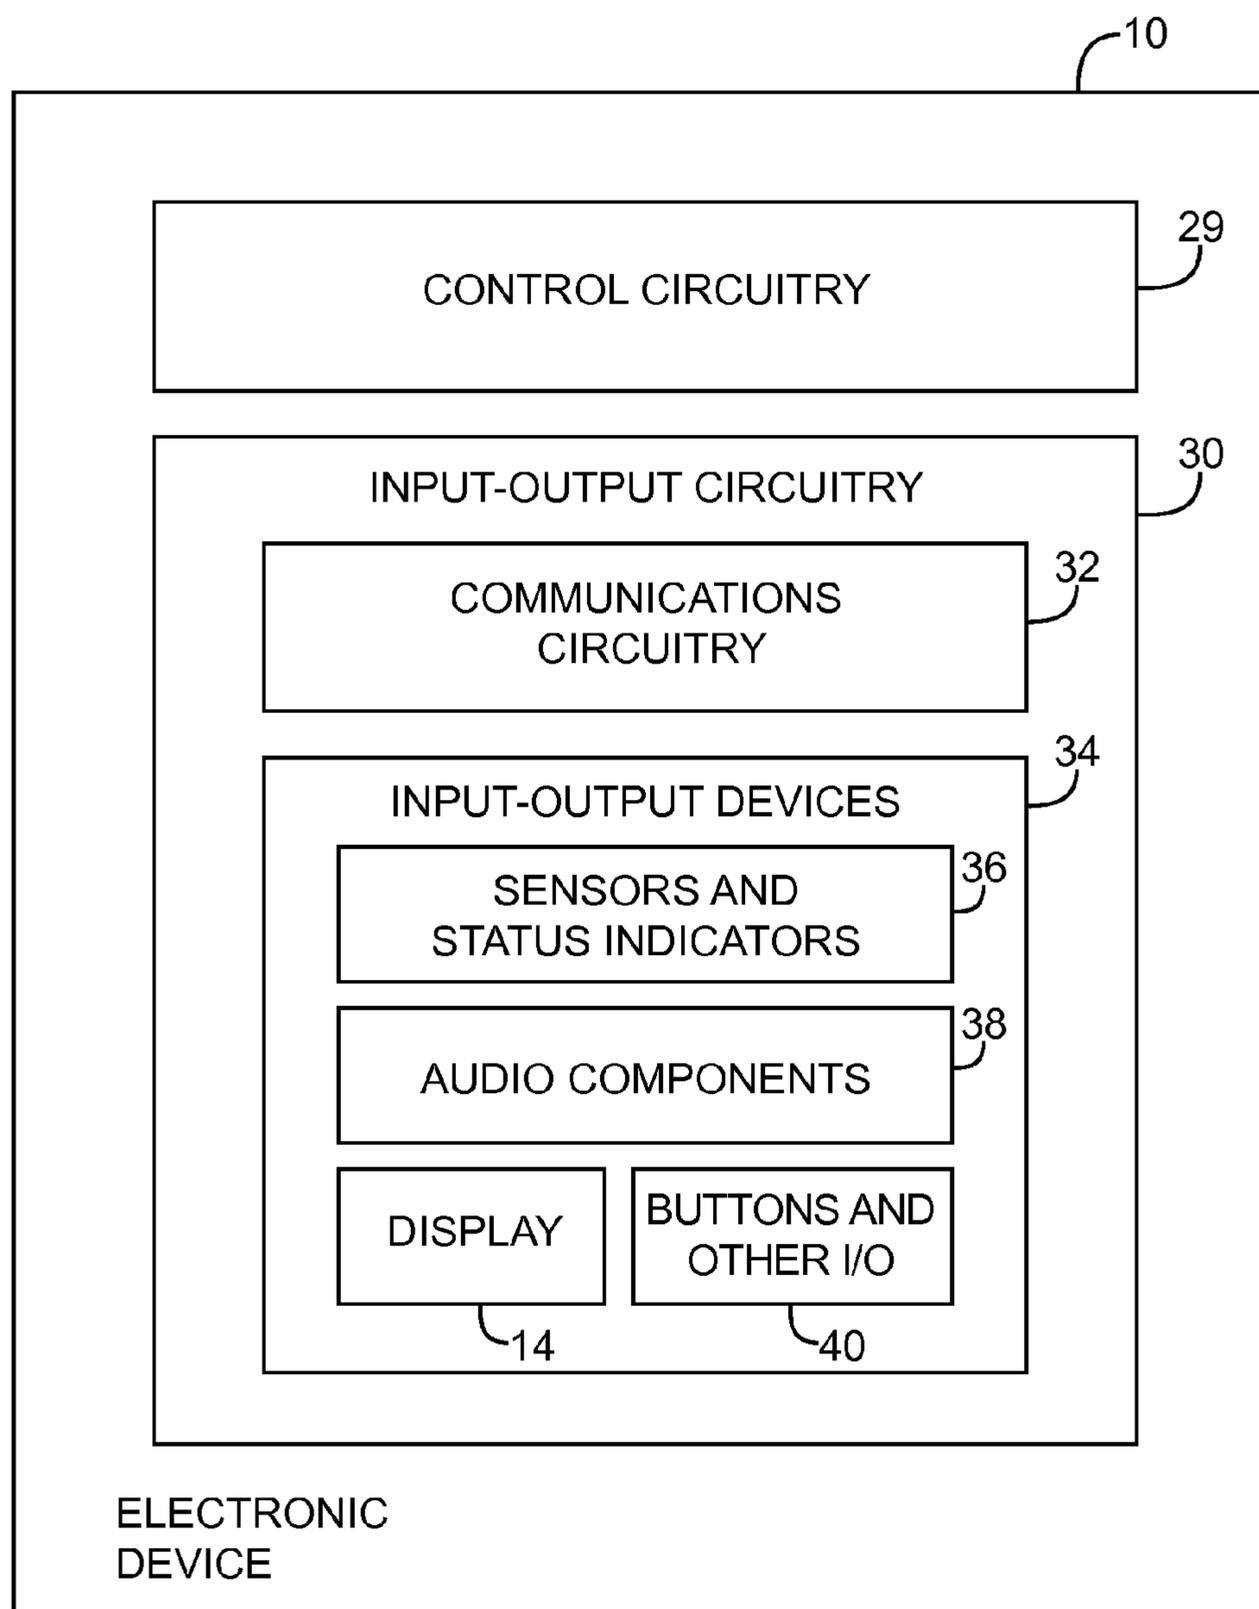 10
29
CONTROL CIRCUITRY
30
INPUT-OUTPUT CIRCUITRY
32
COMMUNICATIONS
CIRCUITRY
34
INPUT-OUTPUT DEVICES
36
SENSORS AND
STATUS INDICATORS
38
AUDIO COMPONENTS
DISPLAY
BUTTONS AND
OTHER I/O
14
40
ELECTRONIC
DEVICE